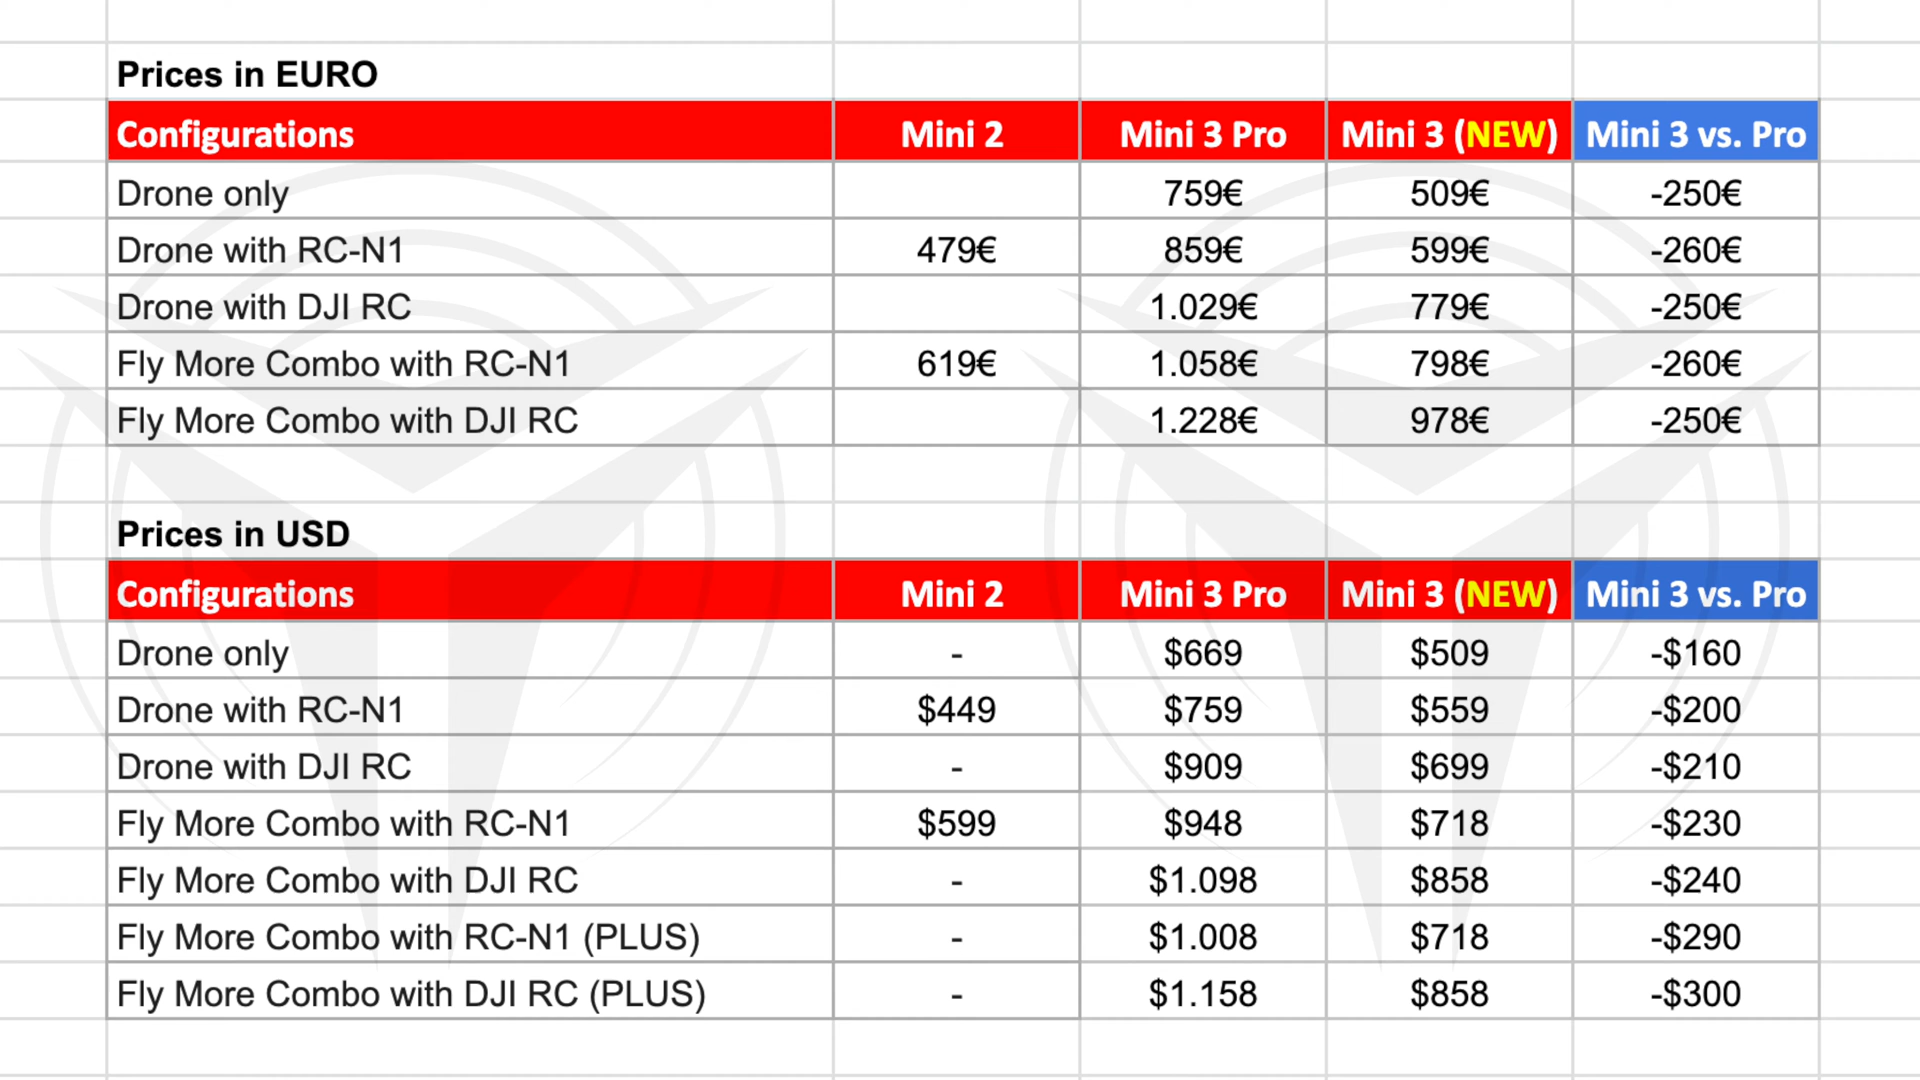 Prices in EURO
Configurations Mini 2 Mini 3 Pro Mini 3 (NEW) Mini 3 vs. Pro
Drone only 759€ 509€ -250€
Drone with RC-N1 479€ 859€ 599€ -260€
Drone with DJI RC 1.029€ 779€ -250€
Fly More Combo with RC-N1 619€ 1.058€ 798€ -260€
Fly More Combo with DJI RC 1.228€ 978€ -250€
Prices in USD
Configurations Mini 2 Mini 3 Pro Mini 3 (NEW) Mini 3 vs. Pro
Drone only - $669 $509 -$160
Drone with RC-N1 $449 $759 $559 -$200
Drone with DJI RC - $909 $699 -$210
Fly More Combo with RC-N1 $599 $948 $718 -$230
Fly More Combo with DJI RC - $1.098 $858 -$240
Fly More Combo with RC-N1 (PLUS) - $1.008 $718 -$290
Fly More Combo with DJI RC (PLUS) - $1.158 $858 -$300